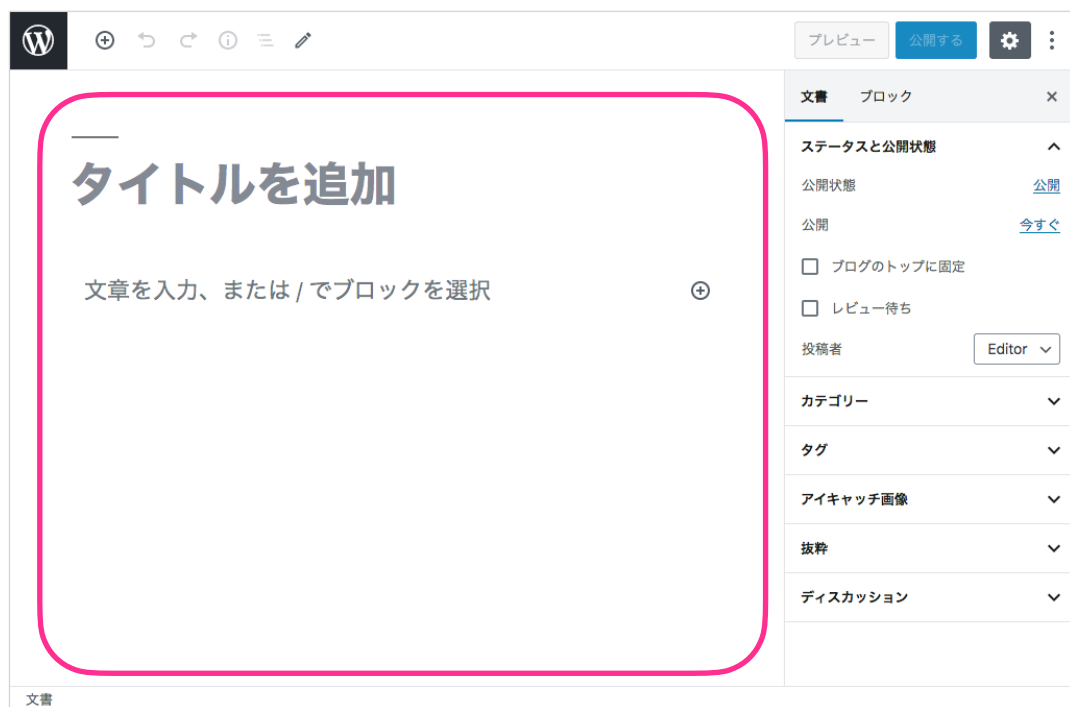 プレビュー
公開する
文書
ブロック
ステータスと公開状態
公開状態
公開
公開
今すぐ
ブログのトップに固定
レビュー待ち
投稿者
Editor
カテゴリー
タグ
アイキャッチ画像
抜粋
ディスカッション
タイトルを追加
文章を入力、または / でブロックを選択
文書